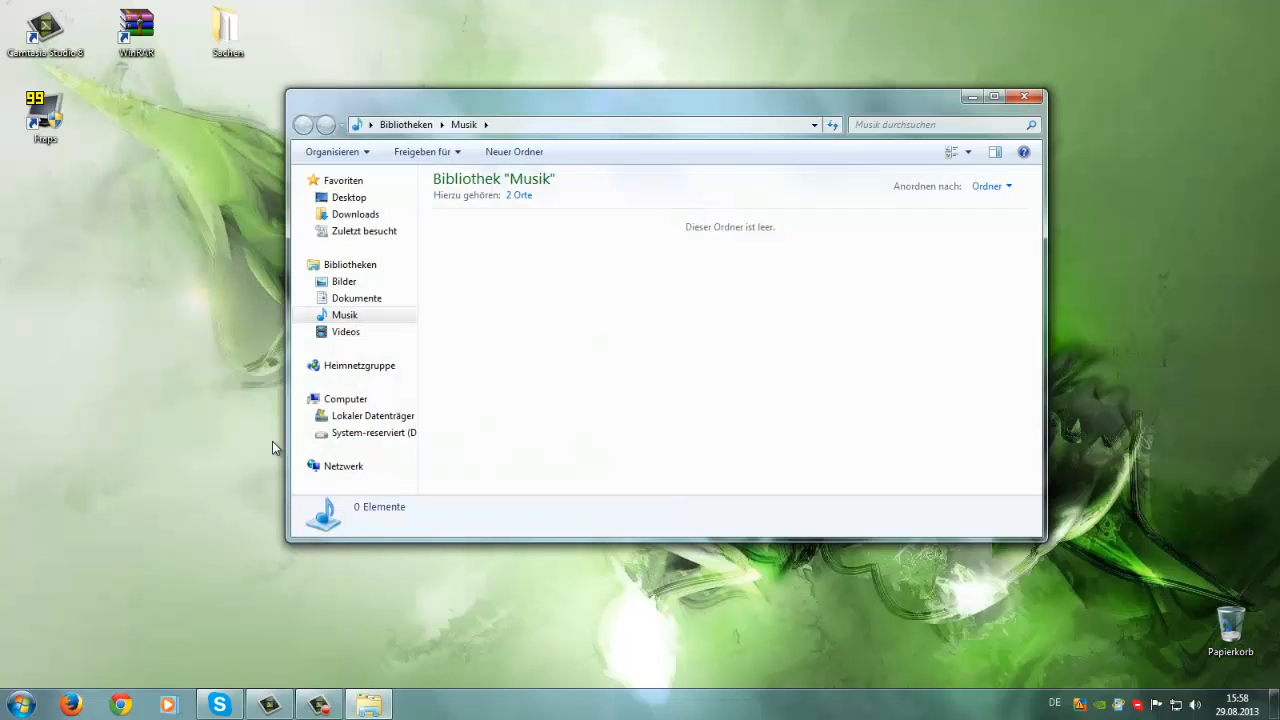 Camtasia Studio 8
WinRAR
Sachen
99
Fraps
Bibliotheken
Musik
Musik durchsuchen
Organisieren
Freigeben für
Neuer Ordner
Favoriten
Desktop
Downloads
Zuletzt besucht
Bibliotheken
Bilder
Dokumente
Musik
Videos
Heimnetzgruppe
Computer
Lokaler Datenträger
System-reserviert (D
Netzwerk
Bibliothek "Musik"
Hierzu gehören: 2 Orte
Anordnen nach: Ordner
Dieser Ordner ist leer.
0 Elemente
Papierkorb
DE
15:58
29.08.2013